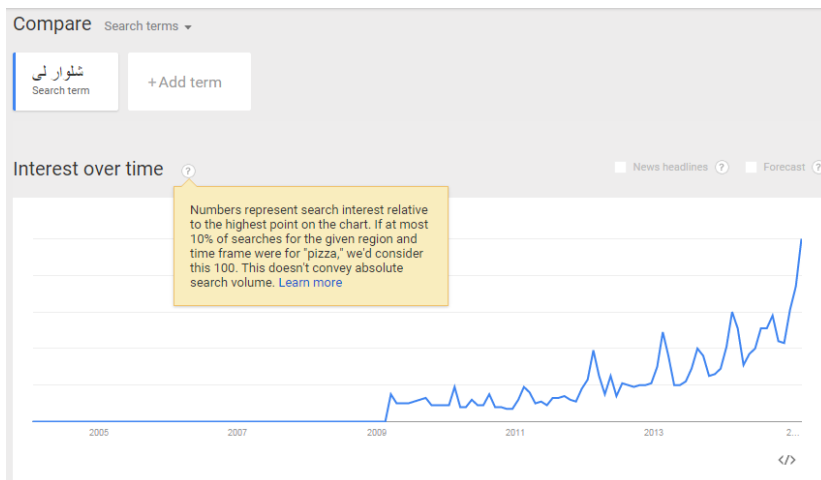 Compare Search terms
شلوار لی
Search term
+Add term
Interest over time ?
News headlines ? Forecast ?
Numbers represent search interest relative
to the highest point on the chart. If at most
10% of searches for the given region and
time frame were for "pizza," we'd consider
this 100. This doesn't convey absolute
search volume. Learn more
2005 2007 2009 2011 2013 2...
</>